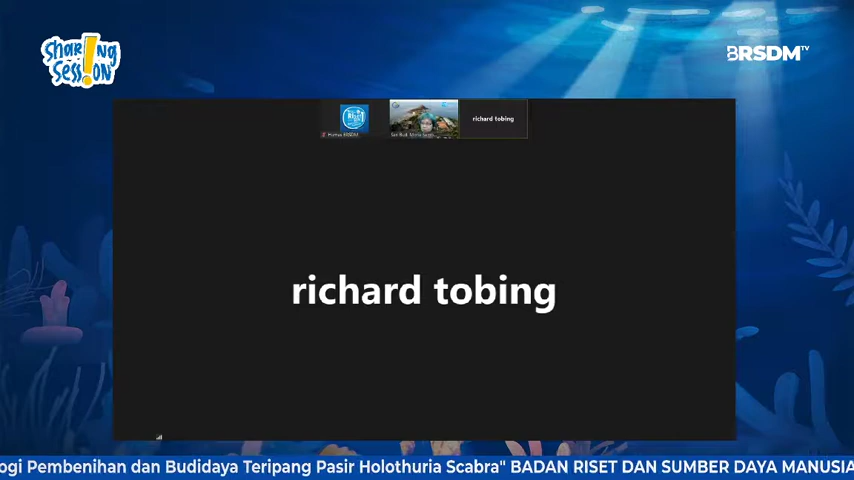 Sharing
Session
BRSDM TV
Humas BRSDM
richard tobing
richard tobing
ogi Pembenihan dan Budidaya Teripang Pasir Holothuria Scabra" BADAN RISET DAN SUMBER DAYA MANUSIA